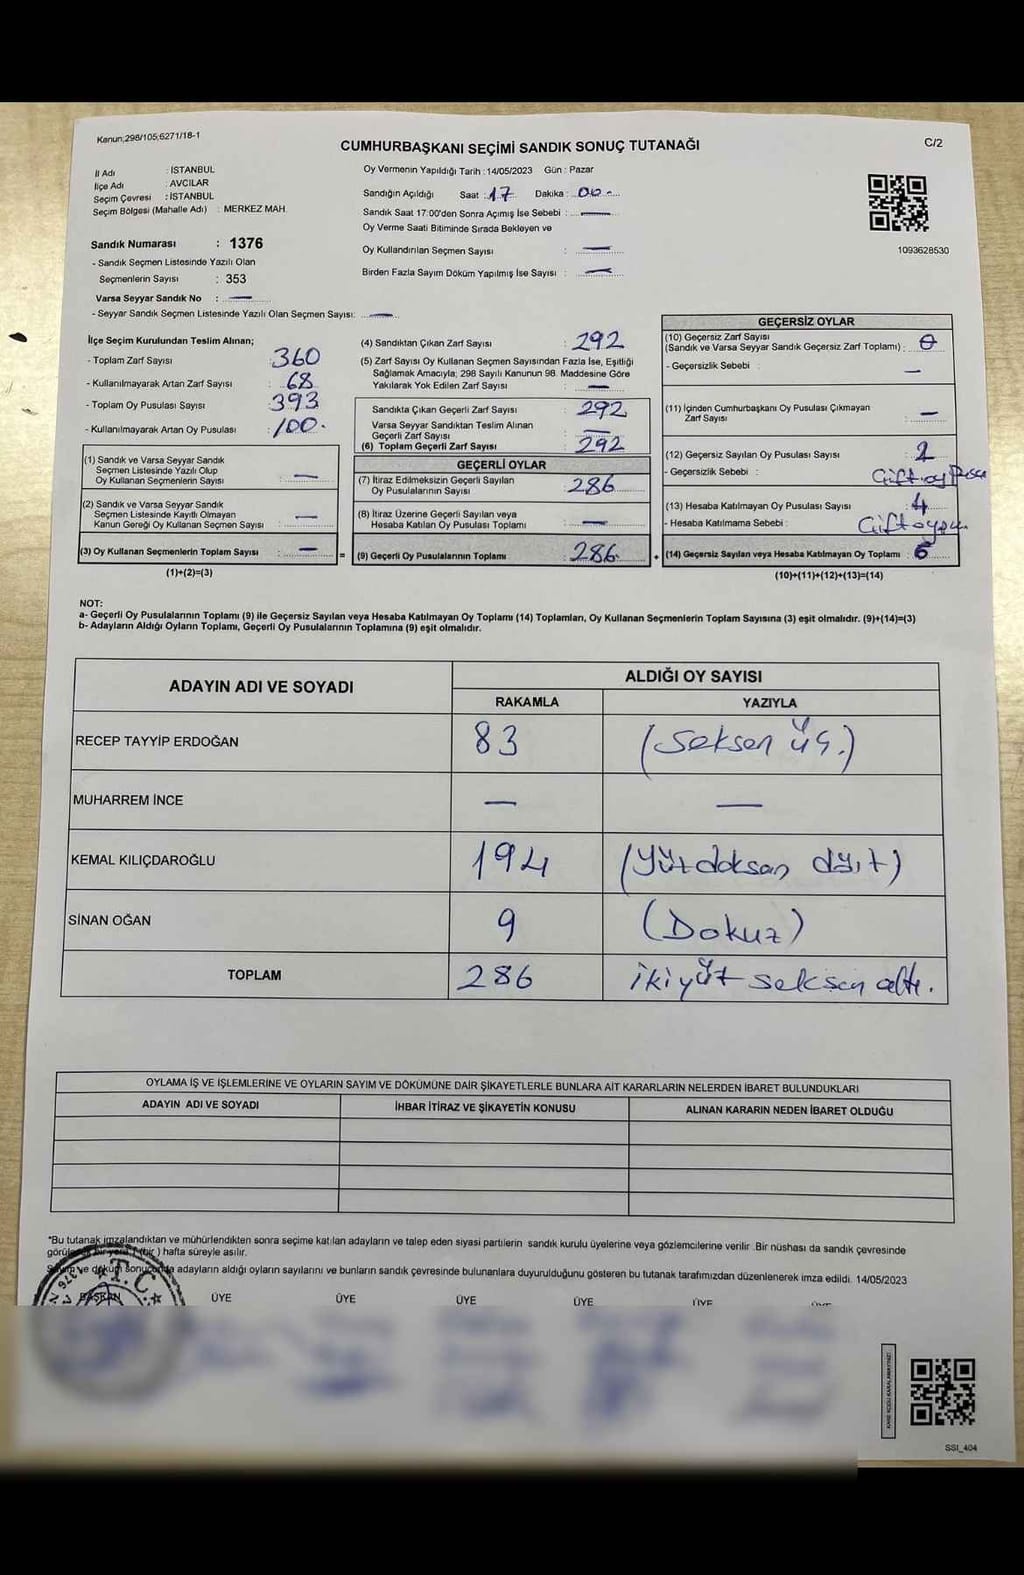 Kanun;298/105;6271/18-1
CUMHURBAŞKANI SEÇİMİ SANDIK SONUÇ TUTANAĞI
C/2
İl Adı : İSTANBUL
İlçe Adı : AVCILAR
Seçim Çevresi : İSTANBUL
Seçim Bölgesi (Mahalle Adı) : MERKEZ MAH.
Sandık Numarası : 1376
- Sandık Seçmen Listesinde Yazılı Olan
Seçmenlerin Sayısı : 353
Varsa Seyyar Sandık No : —
- Seyyar Sandık Seçmen Listesinde Yazılı Olan Seçmen Sayısı: —
Oy Vermenin Yapıldığı Tarih : 14/05/2023 Gün : Pazar
Sandığın Açıldığı Saat : 17 Dakika : 00
Sandık Saat 17:00'den Sonra Açımış İse Sebebi : —
Oy Verme Saati Bitiminde Sırada Bekleyen ve
Oy Kullandırılan Seçmen Sayısı : —
Birden Fazla Sayım Döküm Yapılmış İse Sayısı : —
1093628530
İlçe Seçim Kurulundan Teslim Alınan;
- Toplam Zarf Sayısı : 360
- Kullanılmayarak Artan Zarf Sayısı : 68
- Toplam Oy Pusulası Sayısı : 393
- Kullanılmayarak Artan Oy Pusulası : 100.
(1) Sandık ve Varsa Seyyar Sandık
Seçmen Listesinde Yazılı Olup
Oy Kullanan Seçmenlerin Sayısı : —
(2) Sandık ve Varsa Seyyar Sandık
Seçmen Listesinde Kayıtlı Olmayan
Kanun Gereği Oy Kullanan Seçmen Sayısı : —
(3) Oy Kullanan Seçmenlerin Toplam Sayısı : —
(1)+(2)=(3)
=
(4) Sandıktan Çıkan Zarf Sayısı : 292
(5) Zarf Sayısı Oy Kullanan Seçmen Sayısından Fazla İse, Eşitliği
Sağlamak Amacıyla; 298 Sayılı Kanunun 98. Maddesine Göre
Yakılarak Yok Edilen Zarf Sayısı : —
Sandıkta Çıkan Geçerli Zarf Sayısı : 292
Varsa Seyyar Sandıktan Teslim Alınan
Geçerli Zarf Sayısı : —
(6) Toplam Geçerli Zarf Sayısı : 292
GEÇERLİ OYLAR
(7) İtiraz Edilmeksizin Geçerli Sayılan
Oy Pusulalarının Sayısı : 286
(8) İtiraz Üzerine Geçerli Sayılan veya
Hesaba Katılan Oy Pusulası Toplamı : —
(9) Geçerli Oy Pusulalarının Toplamı : 286
+
GEÇERSİZ OYLAR
(10) Geçersiz Zarf Sayısı
(Sandık ve Varsa Seyyar Sandık Geçersiz Zarf Toplamı) : 0
- Geçersizlik Sebebi : —
(11) İçinden Cumhurbaşkanı Oy Pusulası Çıkmayan
Zarf Sayısı : —
(12) Geçersiz Sayılan Oy Pusulası Sayısı : 2
- Geçersizlik Sebebi : Çift oy
(13) Hesaba Katılmayan Oy Pusulası Sayısı : 4
- Hesaba Katılmama Sebebi : Çift oy
(14) Geçersiz Sayılan veya Hesaba Katılmayan Oy Toplamı : 6
(10)+(11)+(12)+(13)=(14)
NOT:
a- Geçerli Oy Pusulalarının Toplamı (9) ile Geçersiz Sayılan veya Hesaba Katılmayan Oy Toplamı (14) Toplamları, Oy Kullanan Seçmenlerin Toplam Sayısına (3) eşit olmalıdır. (9)+(14)=(3)
b- Adayların Aldığı Oyların Toplamı, Geçerli Oy Pusulalarının Toplamına (9) eşit olmalıdır.
ADAYIN ADI VE SOYADI
ALDIĞI OY SAYISI
RAKAMLA YAZIYLA
RECEP TAYYİP ERDOĞAN 83 (Seksen üç.)
MUHARREM İNCE — —
KEMAL KILIÇDAROĞLU 194 (Yüzdoksan dört)
SİNAN OĞAN 9 (Dokuz)
TOPLAM 286 ikiyüz seksen altı.
OYLAMA İŞ VE İŞLEMLERİNE VE OYLARIN SAYIM VE DÖKÜMÜNE DAİR ŞİKAYETLERLE BUNLARA AİT KARARLARIN NELERDEN İBARET BULUNDUKLARI
ADAYIN ADI VE SOYADI İHBAR İTİRAZ VE ŞİKAYETİN KONUSU ALINAN KARARIN NEDEN İBARET OLDUĞU
*Bu tutanak imzalandıktan ve mühürlendikten sonra seçime katılan adayların ve talep eden siyasi partilerin sandık kurulu üyelerine veya gözlemcilerine verilir. Bir nüshası da sandık çevresinde
(bir ) hafta süreyle asılır.
ve döküm sonucunda adayların aldığı oyların sayılarını ve bunların sandık çevresinde bulunanlara duyurulduğunu gösteren bu tutanak tarafımızdan düzenlenerek imza edildi. 14/05/2023
BAŞKAN ÜYE ÜYE ÜYE ÜYE ÜYE ÜYE
T.C.
SSI_404